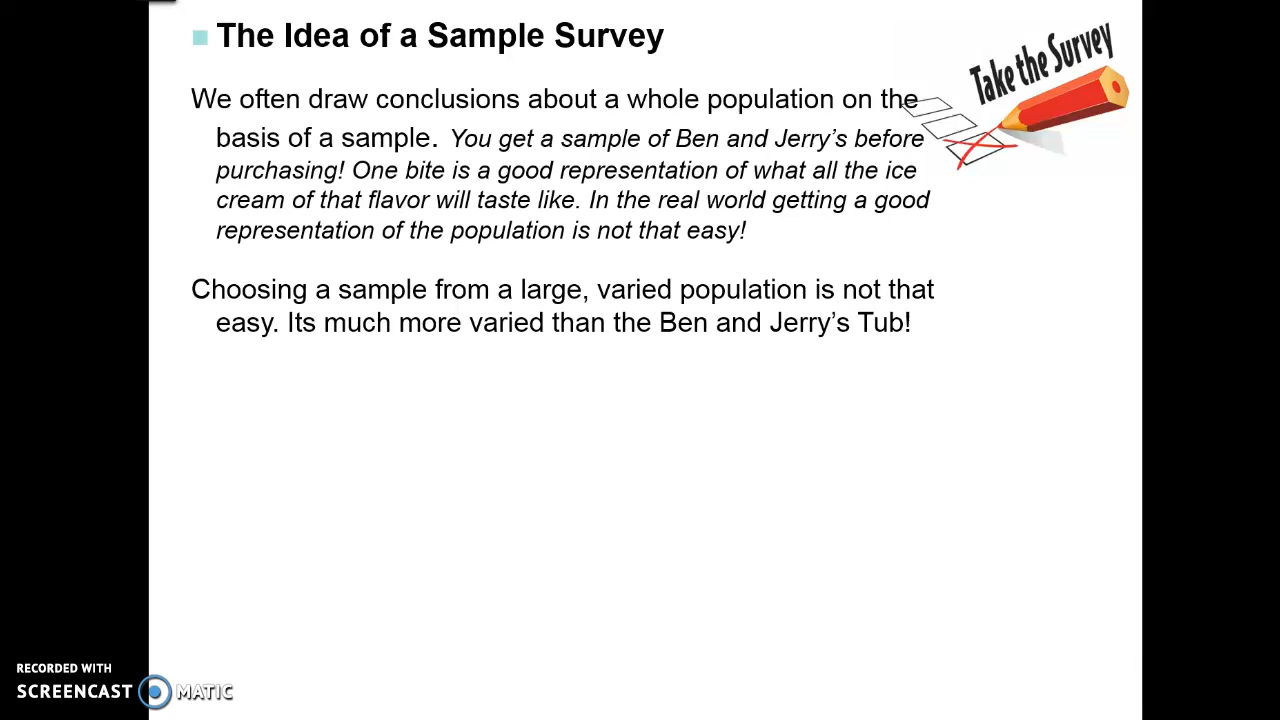 The Idea of a Sample Survey
Take the Survey
We often draw conclusions about a whole population on the
basis of a sample. You get a sample of Ben and Jerry's before
purchasing! One bite is a good representation of what all the ice
cream of that flavor will taste like. In the real world getting a good
representation of the population is not that easy!
Choosing a sample from a large, varied population is not that
easy. Its much more varied than the Ben and Jerry's Tub!
RECORDED WITH
SCREENCAST MATIC